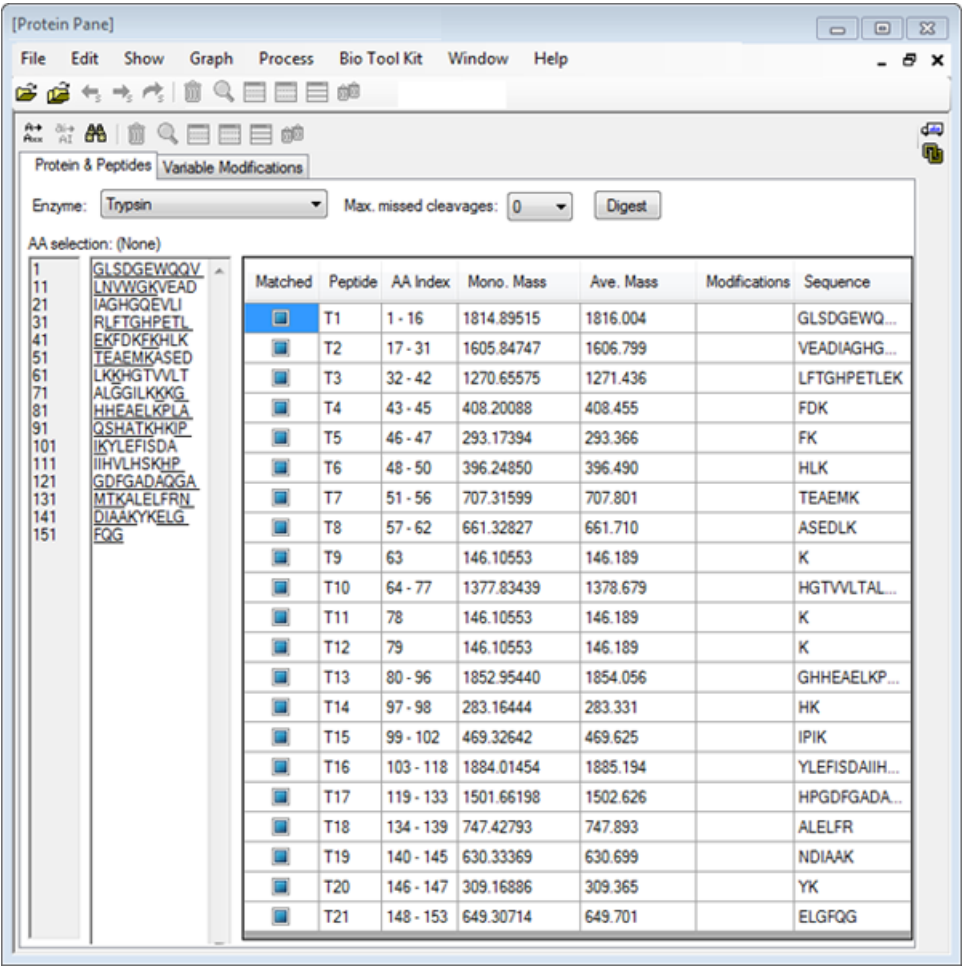 [Protein Pane]
File Edit Show Graph Process Bio Tool Kit Window Help
Protein & Peptides Variable Modifications
Enzyme: Trypsin Max. missed cleavages: 0 Digest
AA selection: (None)
1 GLSDGEWQQV
11 LNVWGKVEAD
21 IAGHGQEVLI
31 RLFTGHPETL
41 EKFDKFKHLK
51 TEAEMKASED
61 LKKHGTVVLT
71 ALGGILKKKG
81 HHEAELKPLA
91 QSHATKHKIP
101 IKYLEFISDA
111 IIHVLHSKHP
121 GDFGADAQGA
131 MTKALELFRN
141 DIAAKYKELG
151 FQG
Matched Peptide AA Index Mono. Mass Ave. Mass Modifications Sequence
T1 1 - 16 1814.89515 1816.004 GLSDGEWQ...
T2 17 - 31 1605.84747 1606.799 VEADIAGHG...
T3 32 - 42 1270.65575 1271.436 LFTGHPETLEK
T4 43 - 45 408.20088 408.455 FDK
T5 46 - 47 293.17394 293.366 FK
T6 48 - 50 396.24850 396.490 HLK
T7 51 - 56 707.31599 707.801 TEAEMK
T8 57 - 62 661.32827 661.710 ASEDLK
T9 63 146.10553 146.189 K
T10 64 - 77 1377.83439 1378.679 HGTVVLTAL...
T11 78 146.10553 146.189 K
T12 79 146.10553 146.189 K
T13 80 - 96 1852.95440 1854.056 GHHEAELKP...
T14 97 - 98 283.16444 283.331 HK
T15 99 - 102 469.32642 469.625 IPIK
T16 103 - 118 1884.01454 1885.194 YLEFISDAIIH...
T17 119 - 133 1501.66198 1502.626 HPGDFGADA...
T18 134 - 139 747.42793 747.893 ALELFR
T19 140 - 145 630.33369 630.699 NDIAAK
T20 146 - 147 309.16886 309.365 YK
T21 148 - 153 649.30714 649.701 ELGFQG